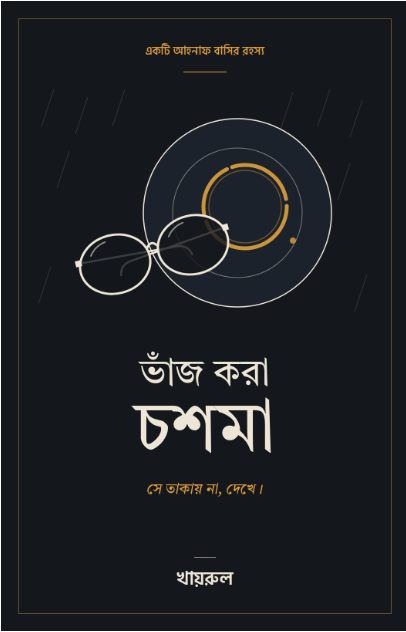 একটি আহনাফ বাসির রহস্য
ভাঁজ করা
চশমা
সে তাকায় না, দেখে।
খায়রুল